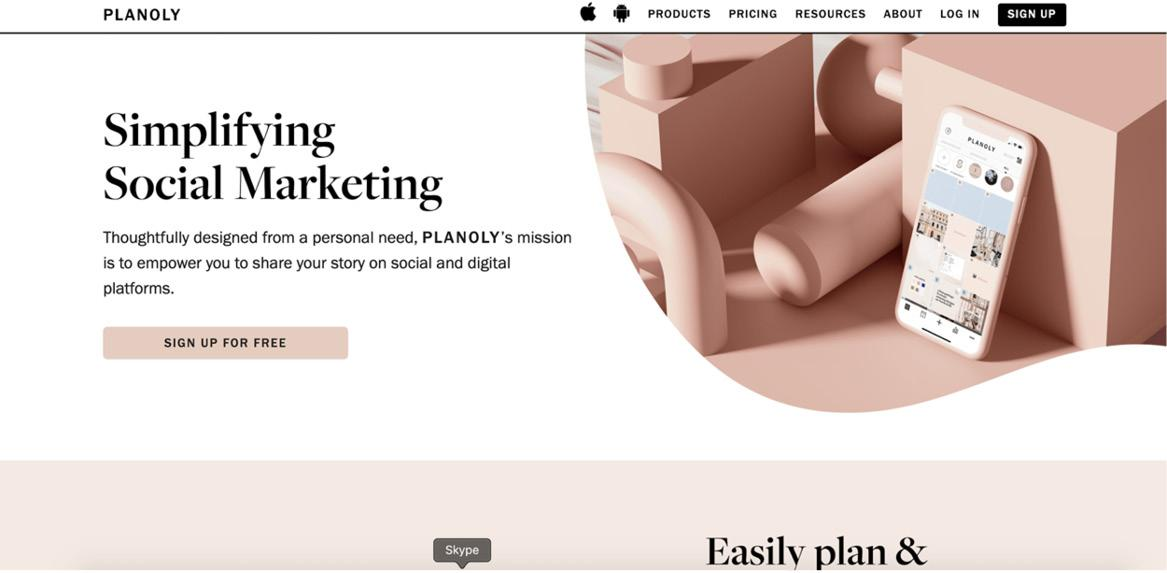 PLANOLY
PRODUCTS PRICING RESOURCES ABOUT LOG IN SIGN UP
Simplifying
Social Marketing
Thoughtfully designed from a personal need, PLANOLY's mission
is to empower you to share your story on social and digital
platforms.
SIGN UP FOR FREE
PLANOLY
Easily plan &
Skype